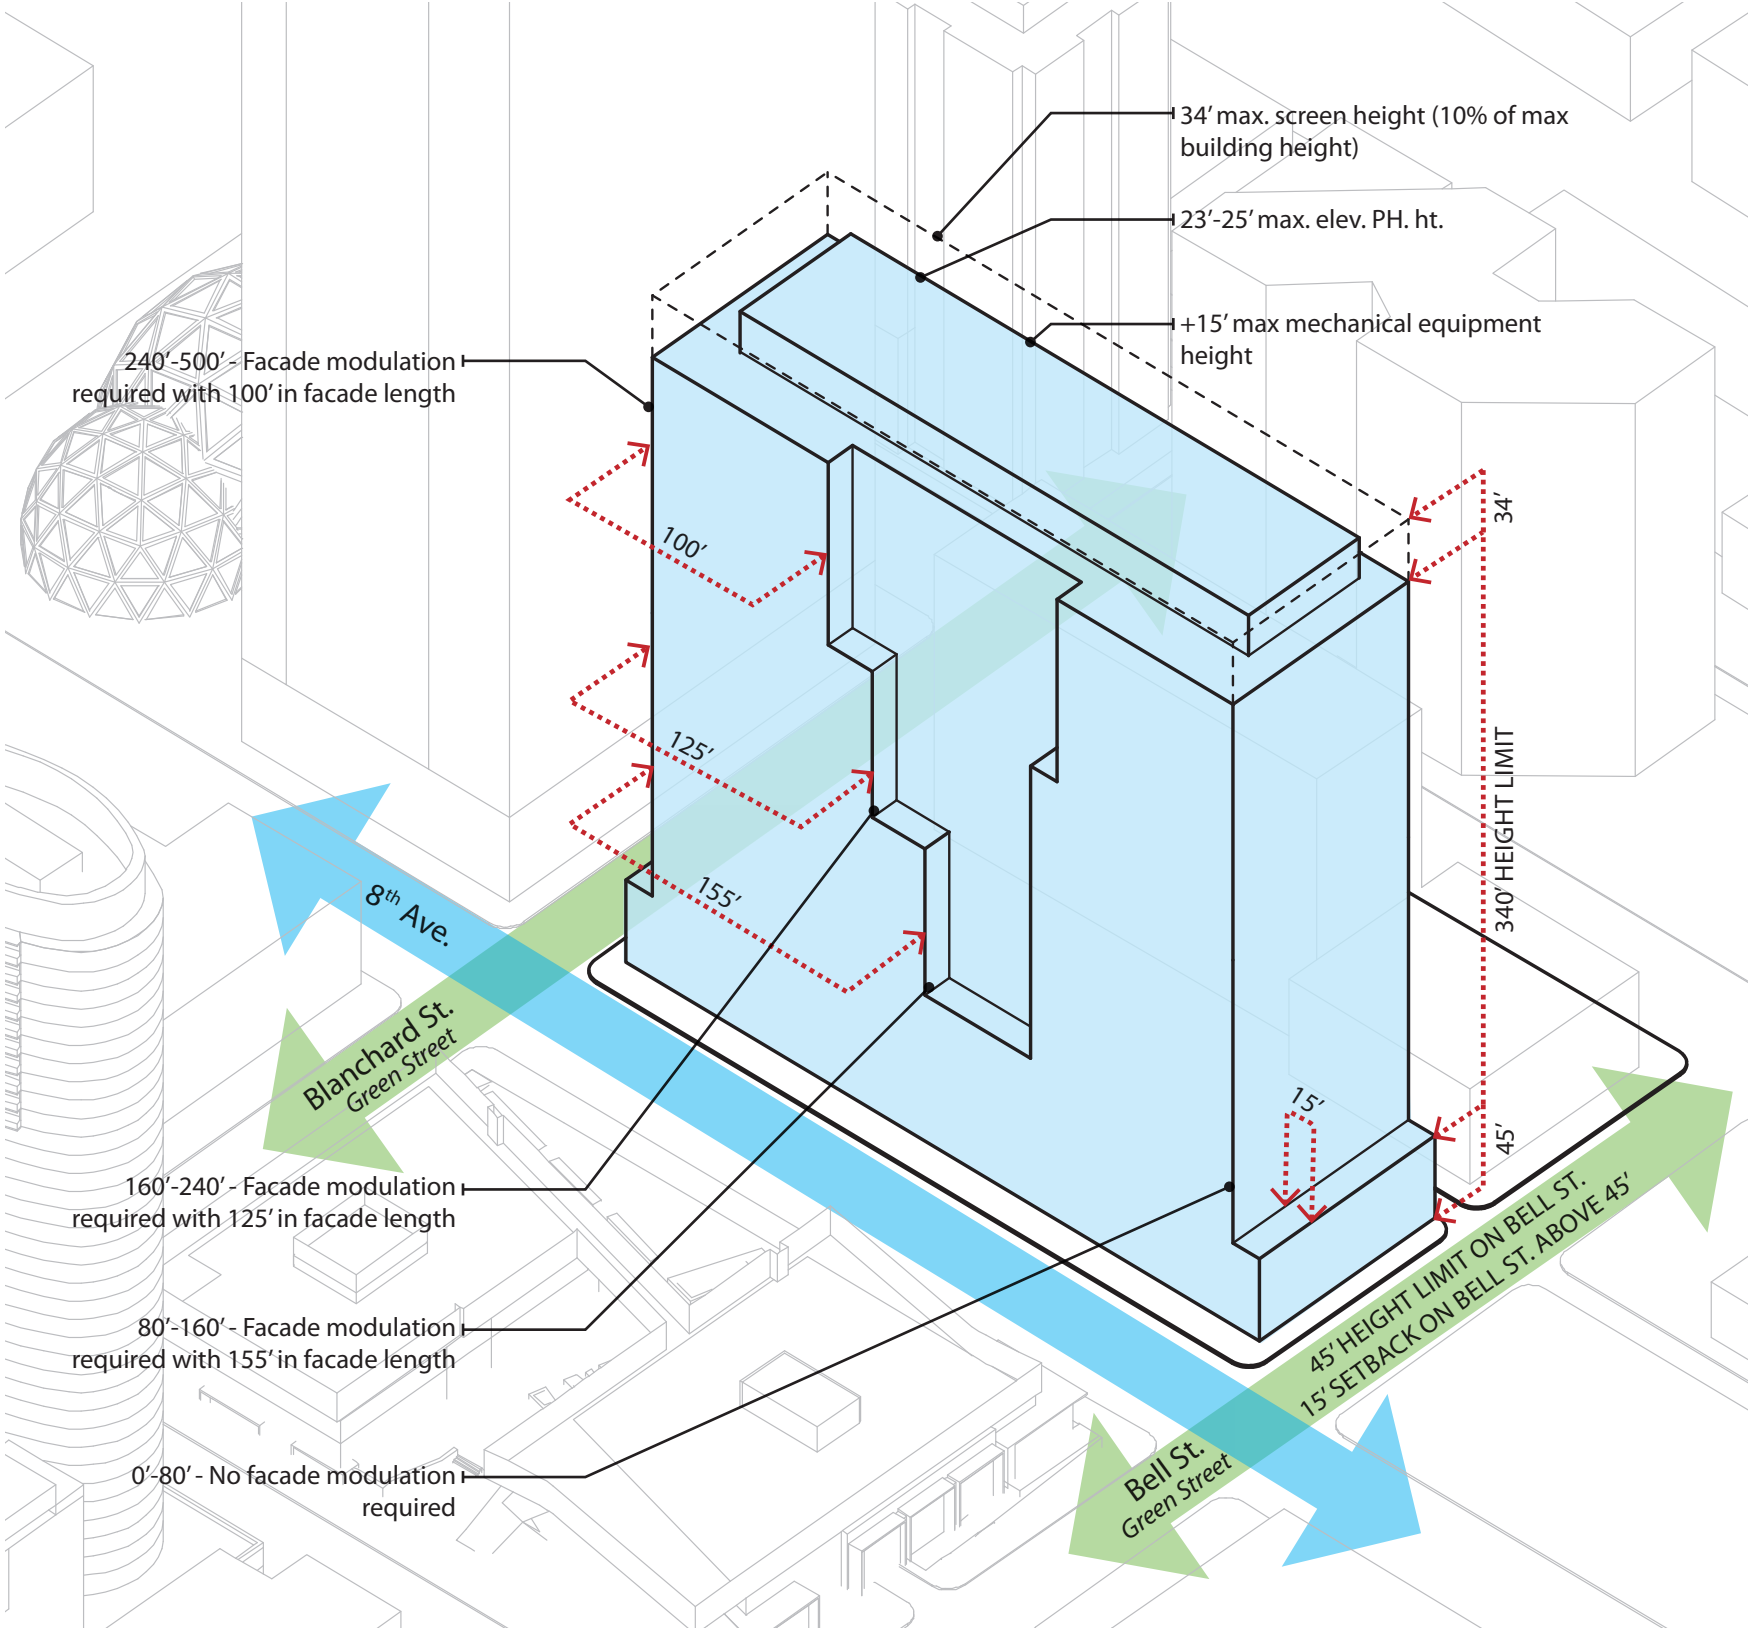 34' max. screen height (10% of max
building height)
23'-25' max. elev. PH. ht.
+15' max mechanical equipment
height
240'-500' - Facade modulation
required with 100' in facade length
34'
100'
125'
340' HEIGHT LIMIT
155'
8th Ave.
Blanchard St.
Green Street
15'
45'
160'-240' - Facade modulation
required with 125' in facade length
45' HEIGHT LIMIT ON BELL ST.
15' SETBACK ON BELL ST. ABOVE 45'
80'-160' - Facade modulation
required with 155' in facade length
0'-80' - No facade modulation
required
Bell St.
Green Street